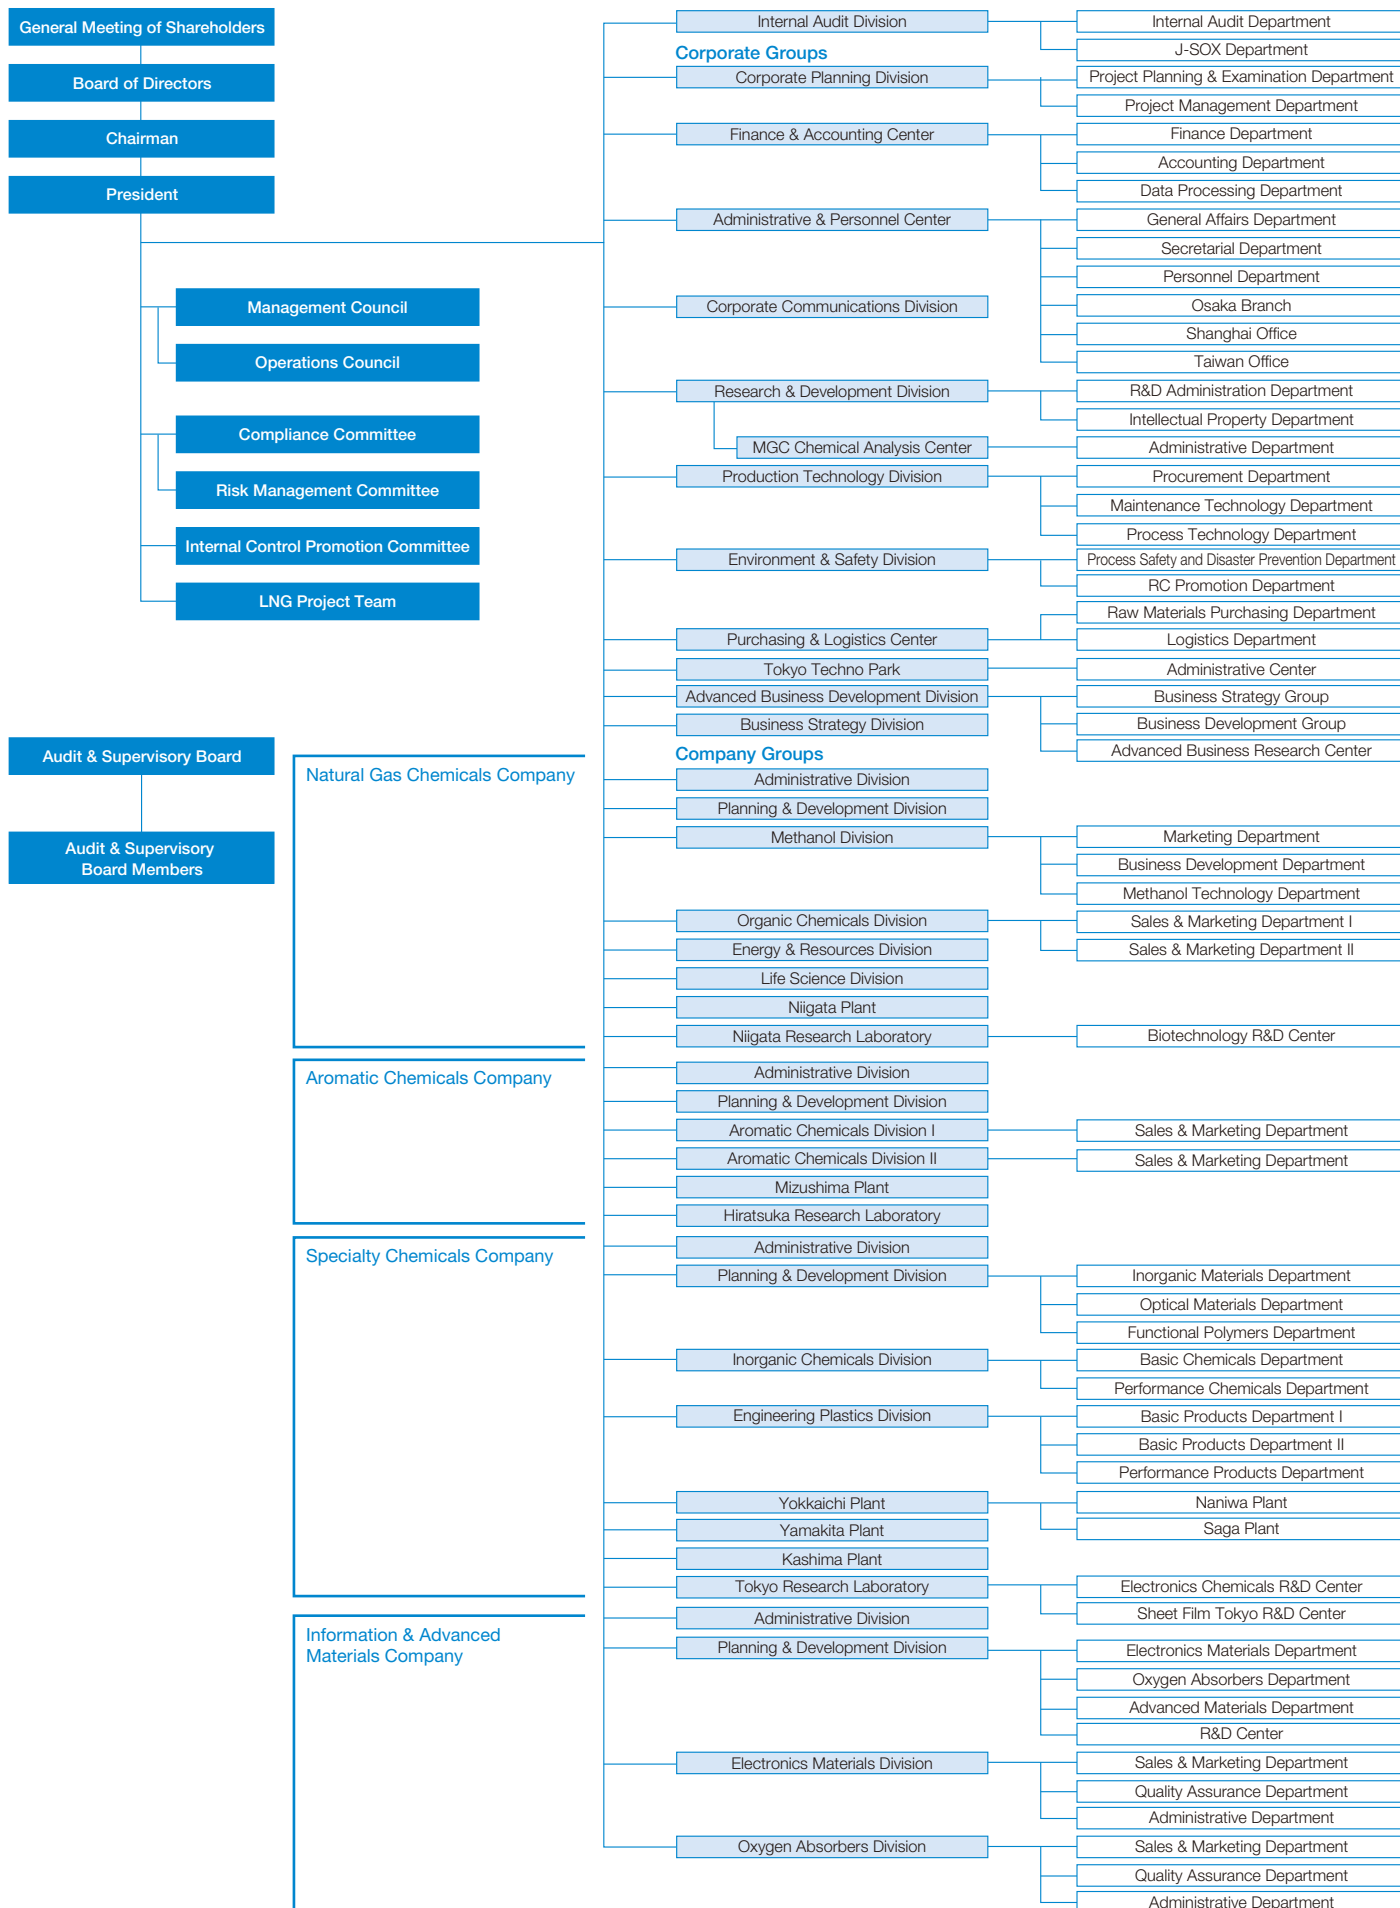 General Meeting of Shareholders
Board of Directors
Chairman
President
Management Council
Operations Council
Compliance Committee
Risk Management Committee
Internal Control Promotion Committee
LNG Project Team
Audit & Supervisory Board
Audit & Supervisory
Board Members
Internal Audit Division
Internal Audit Department
J-SOX Department
Corporate Groups
Corporate Planning Division
Project Planning & Examination Department
Project Management Department
Finance & Accounting Center
Finance Department
Accounting Department
Data Processing Department
Administrative & Personnel Center
General Affairs Department
Secretarial Department
Personnel Department
Osaka Branch
Shanghai Office
Taiwan Office
Corporate Communications Division
Research & Development Division
R&D Administration Department
Intellectual Property Department
MGC Chemical Analysis Center
Administrative Department
Production Technology Division
Procurement Department
Maintenance Technology Department
Process Technology Department
Environment & Safety Division
Process Safety and Disaster Prevention Department
RC Promotion Department
Purchasing & Logistics Center
Raw Materials Purchasing Department
Logistics Department
Tokyo Techno Park
Administrative Center
Advanced Business Development Division
Business Strategy Group
Business Development Group
Advanced Business Research Center
Business Strategy Division
Company Groups
Natural Gas Chemicals Company
Administrative Division
Planning & Development Division
Methanol Division
Marketing Department
Business Development Department
Methanol Technology Department
Organic Chemicals Division
Sales & Marketing Department I
Sales & Marketing Department II
Energy & Resources Division
Life Science Division
Niigata Plant
Niigata Research Laboratory
Biotechnology R&D Center
Aromatic Chemicals Company
Administrative Division
Planning & Development Division
Aromatic Chemicals Division I
Sales & Marketing Department
Aromatic Chemicals Division II
Sales & Marketing Department
Mizushima Plant
Hiratsuka Research Laboratory
Specialty Chemicals Company
Administrative Division
Planning & Development Division
Inorganic Materials Department
Optical Materials Department
Functional Polymers Department
Inorganic Chemicals Division
Basic Chemicals Department
Performance Chemicals Department
Engineering Plastics Division
Basic Products Department I
Basic Products Department II
Performance Products Department
Yokkaichi Plant
Naniwa Plant
Saga Plant
Yamakita Plant
Kashima Plant
Tokyo Research Laboratory
Electronics Chemicals R&D Center
Sheet Film Tokyo R&D Center
Information & Advanced
Materials Company
Administrative Division
Planning & Development Division
Electronics Materials Department
Oxygen Absorbers Department
Advanced Materials Department
R&D Center
Electronics Materials Division
Sales & Marketing Department
Quality Assurance Department
Administrative Department
Oxygen Absorbers Division
Sales & Marketing Department
Quality Assurance Department
Administrative Department